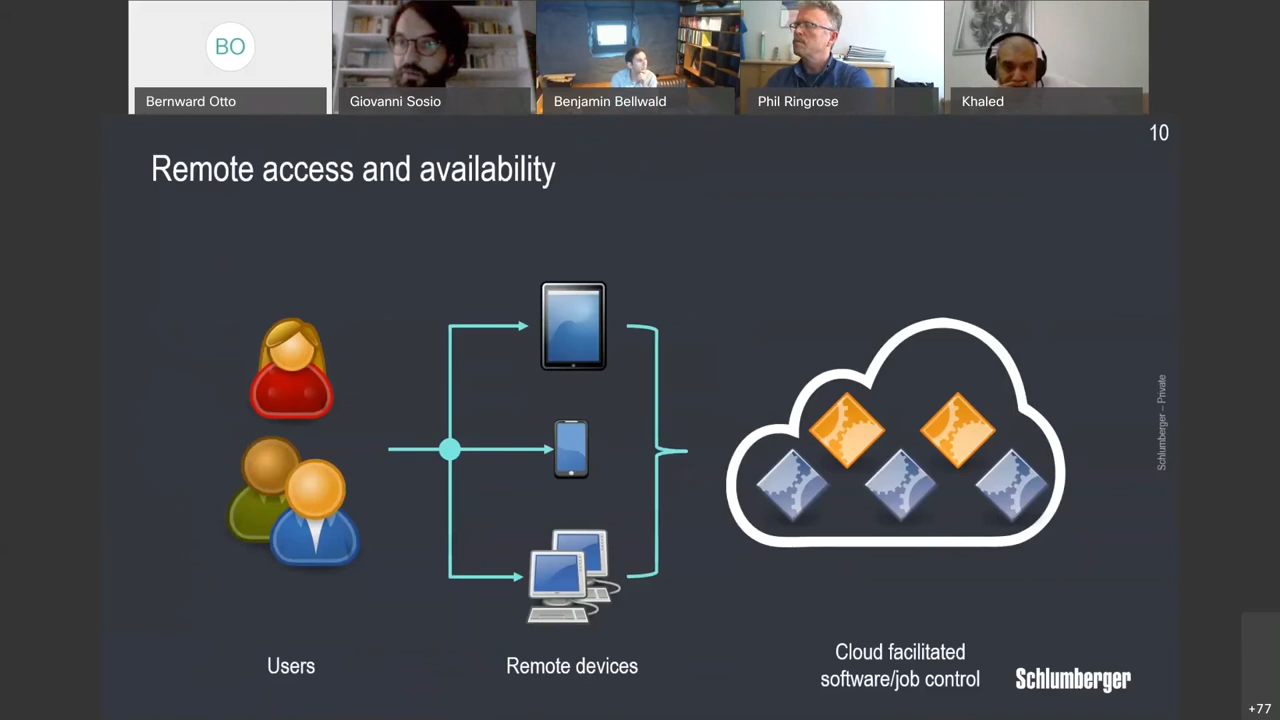 BO
Bernward Otto
Giovanni Sosio
Benjamin Bellwald
Phil Ringrose
Khaled
10
Remote access and availability
Schlumberger – Private
Users
Remote devices
Cloud facilitated
software/job control
Schlumberger
+77